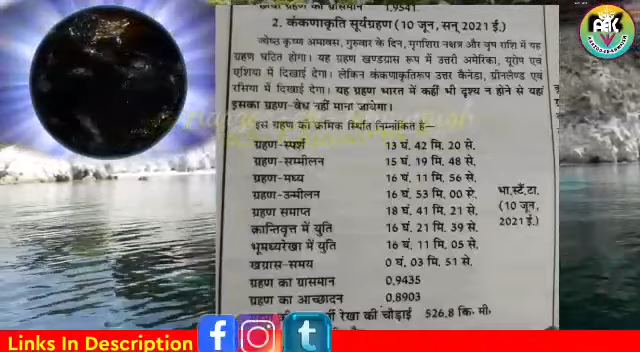 छाया ग्रहण का ग्रासमान 1.9541
2. कंकणाकृति सूर्यग्रहण (10 जून, सन् 2021 ई.)
ज्येष्ठ कृष्ण अमावस, गुरुवार के दिन, मृगशिरा नक्षत्र और वृष राशि में यह
ग्रहण घटित होगा। यह ग्रहण खण्डग्रास रूप में उत्तरी अमेरिका, यूरोप एवं
एशिया में दिखाई देगा। लेकिन कंकणाकृतिरूप उत्तर कैनेडा, ग्रीनलैण्ड एवं
रसिया में दिखाई देगा। यह ग्रहण भारत में कहीं भी दृश्य न होने से यहां
इसका ग्रहण-वेध नहीं माना जायेगा।
इस ग्रहण की क्रमिक स्थिति निम्नांकित है—
ग्रहण-स्पर्श 13 घं. 42 मि. 20 से.
ग्रहण-सम्मीलन 15 घं. 19 मि. 48 से.
ग्रहण-मध्य 16 घं. 11 मि. 56 से.
ग्रहण-उन्मीलन 16 घं. 53 मि. 00 से.
ग्रहण समाप्त 18 घं. 41 मि. 21 से.
क्रान्तिवृत्त में युति 16 घं. 21 मि. 39 से.
भूमध्यरेखा में युति 16 घं. 11 मि. 05 से.
भा.स्टैं.टा.
(10 जून,
2021 ई.)
खग्रास-समय 0 घं. 03 मि. 51 से.
ग्रहण का ग्रासमान 0.9435
ग्रहण का आच्छादन 0.8903
रेखा की चौड़ाई 526.8 कि.मी.
Links In Description